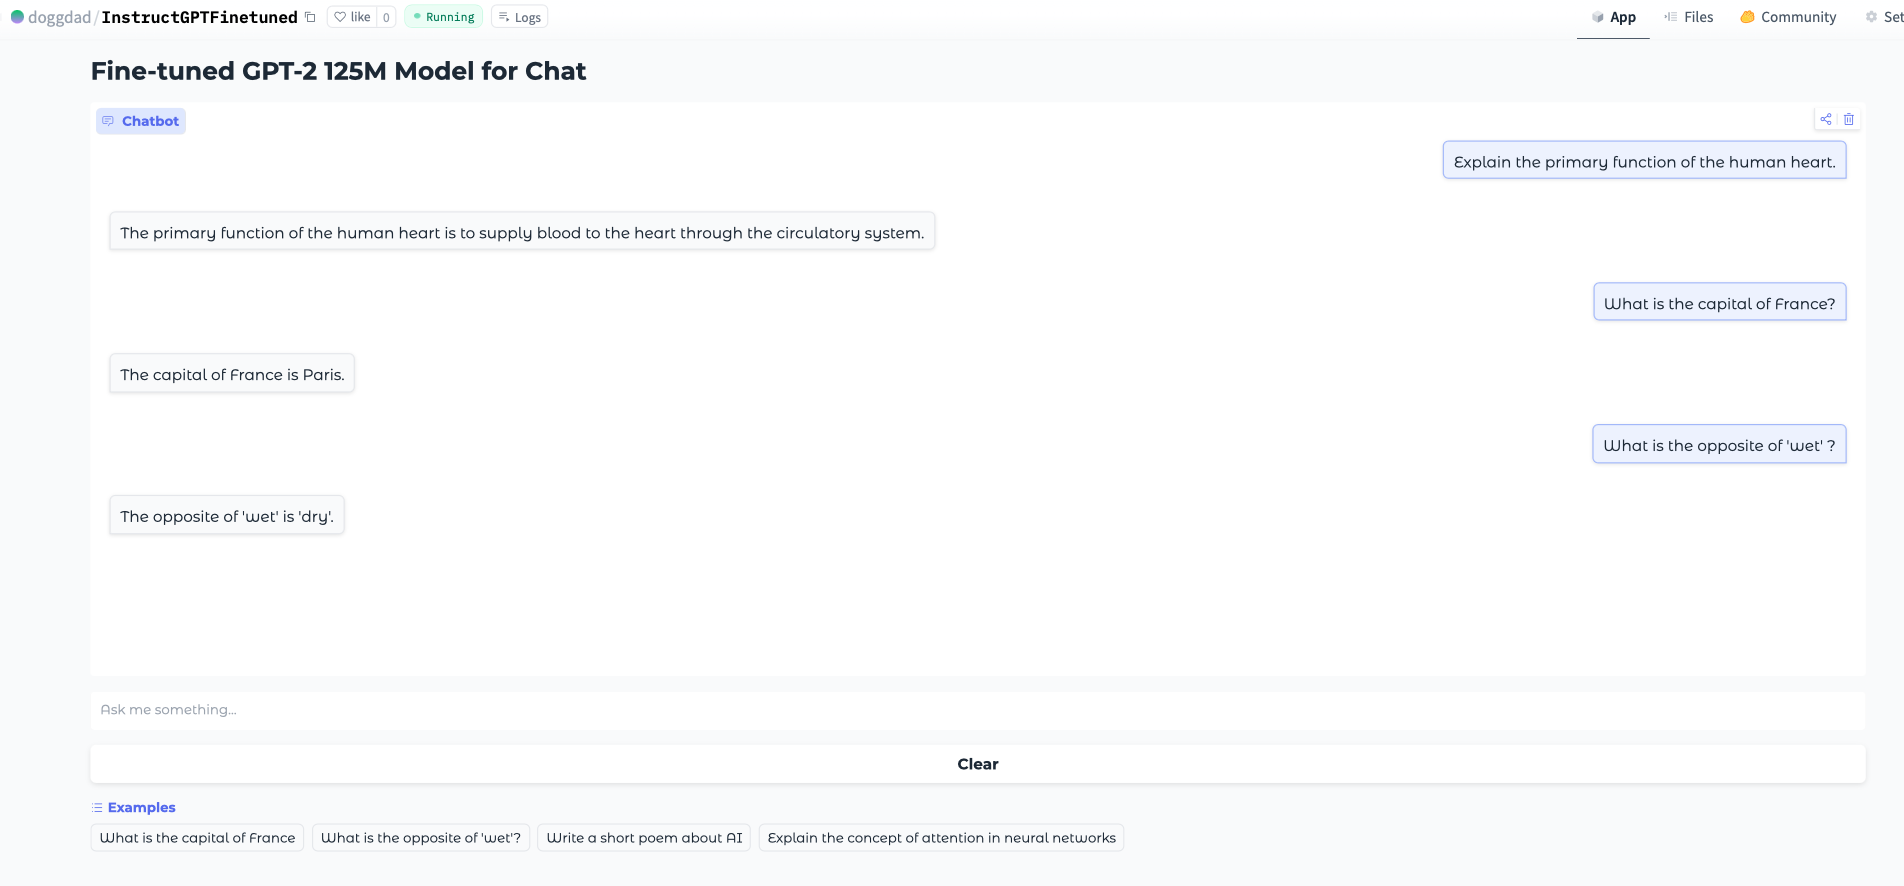 doggdad/InstructGPTFinetuned like 0 Running Logs App Files Community
Fine-tuned GPT-2 125M Model for Chat
Chatbot
Explain the primary function of the human heart.
The primary function of the human heart is to supply blood to the heart through the circulatory system.
What is the capital of France?
The capital of France is Paris.
What is the opposite of 'wet' ?
The opposite of 'wet' is 'dry'.
Ask me something...
Clear
Examples
What is the capital of France What is the opposite of 'wet'? Write a short poem about AI Explain the concept of attention in neural networks